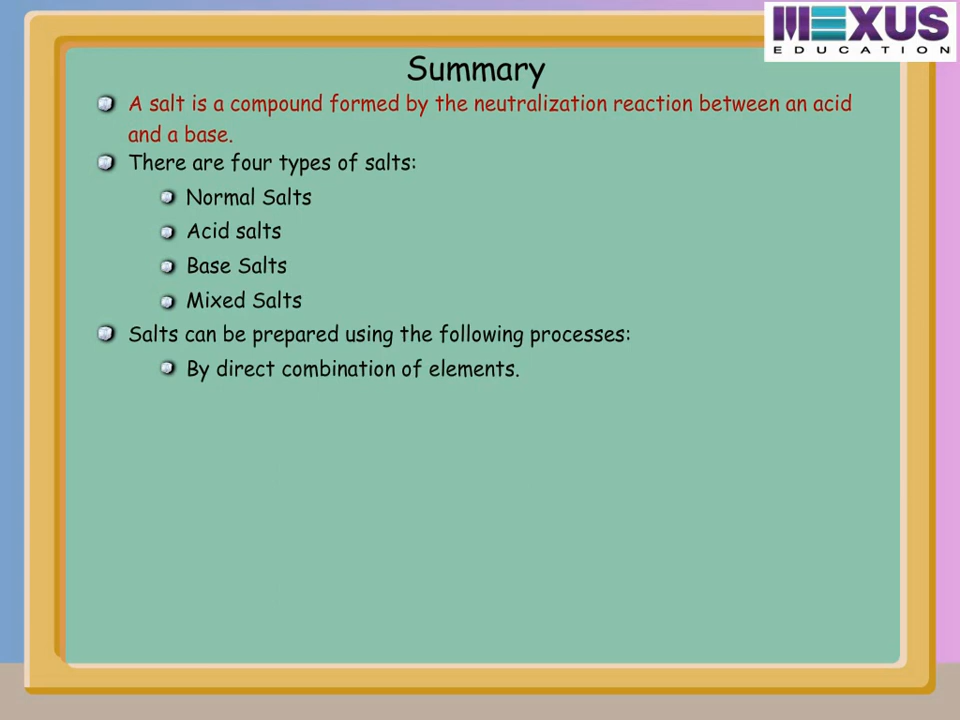 MEXUS
EDUCATION
Summary
A salt is a compound formed by the neutralization reaction between an acid
and a base.
There are four types of salts:
Normal Salts
Acid salts
Base Salts
Mixed Salts
Salts can be prepared using the following processes:
By direct combination of elements.